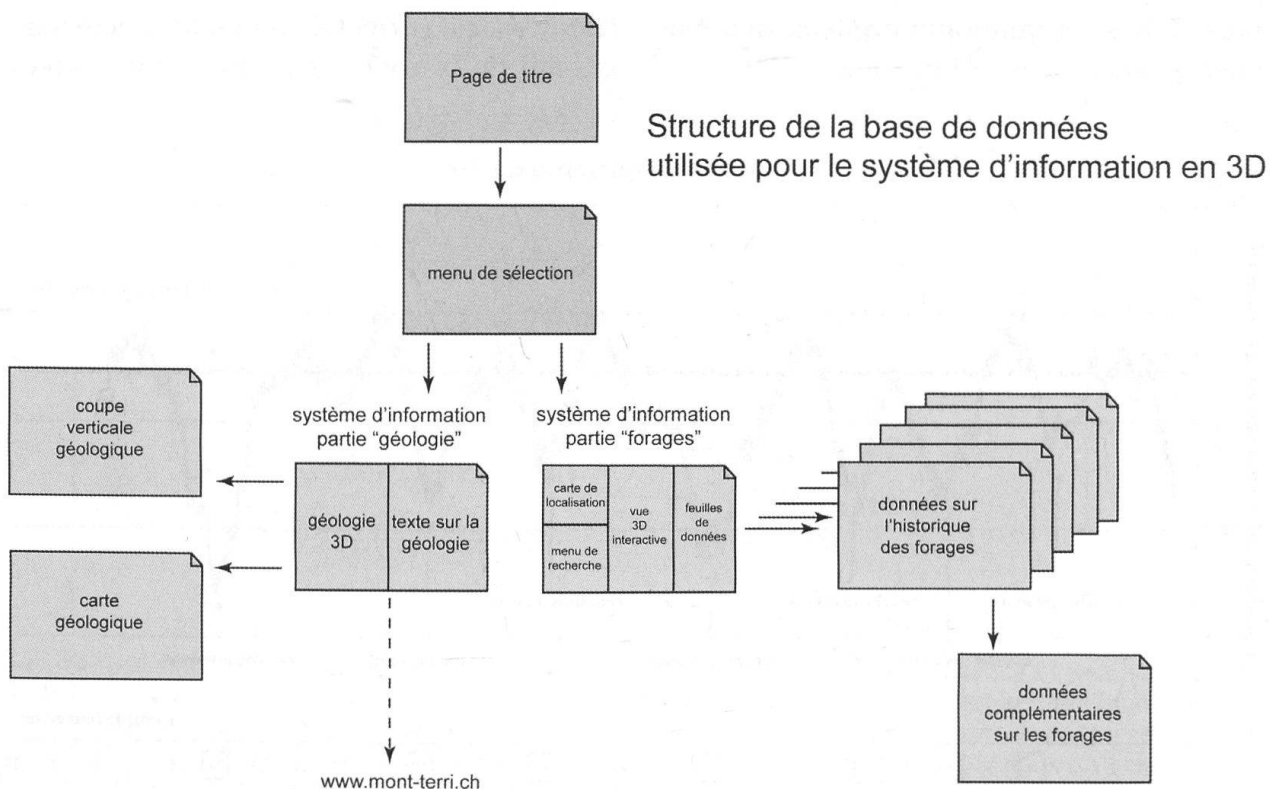 Page de titre
Structure de la base de données
utilisée pour le système d'information en 3D
menu de sélection
coupe
verticale
géologique
système d'information
partie "géologie"
système d'information
partie "forages"
géologie
3D
texte sur la
géologie
carte de
localisation
menu de
recherche
vue
3D
interactive
feuilles
de
données
données sur
l'historique
des forages
carte
géologique
données
complémentaires
sur les forages
www.mont-terri.ch